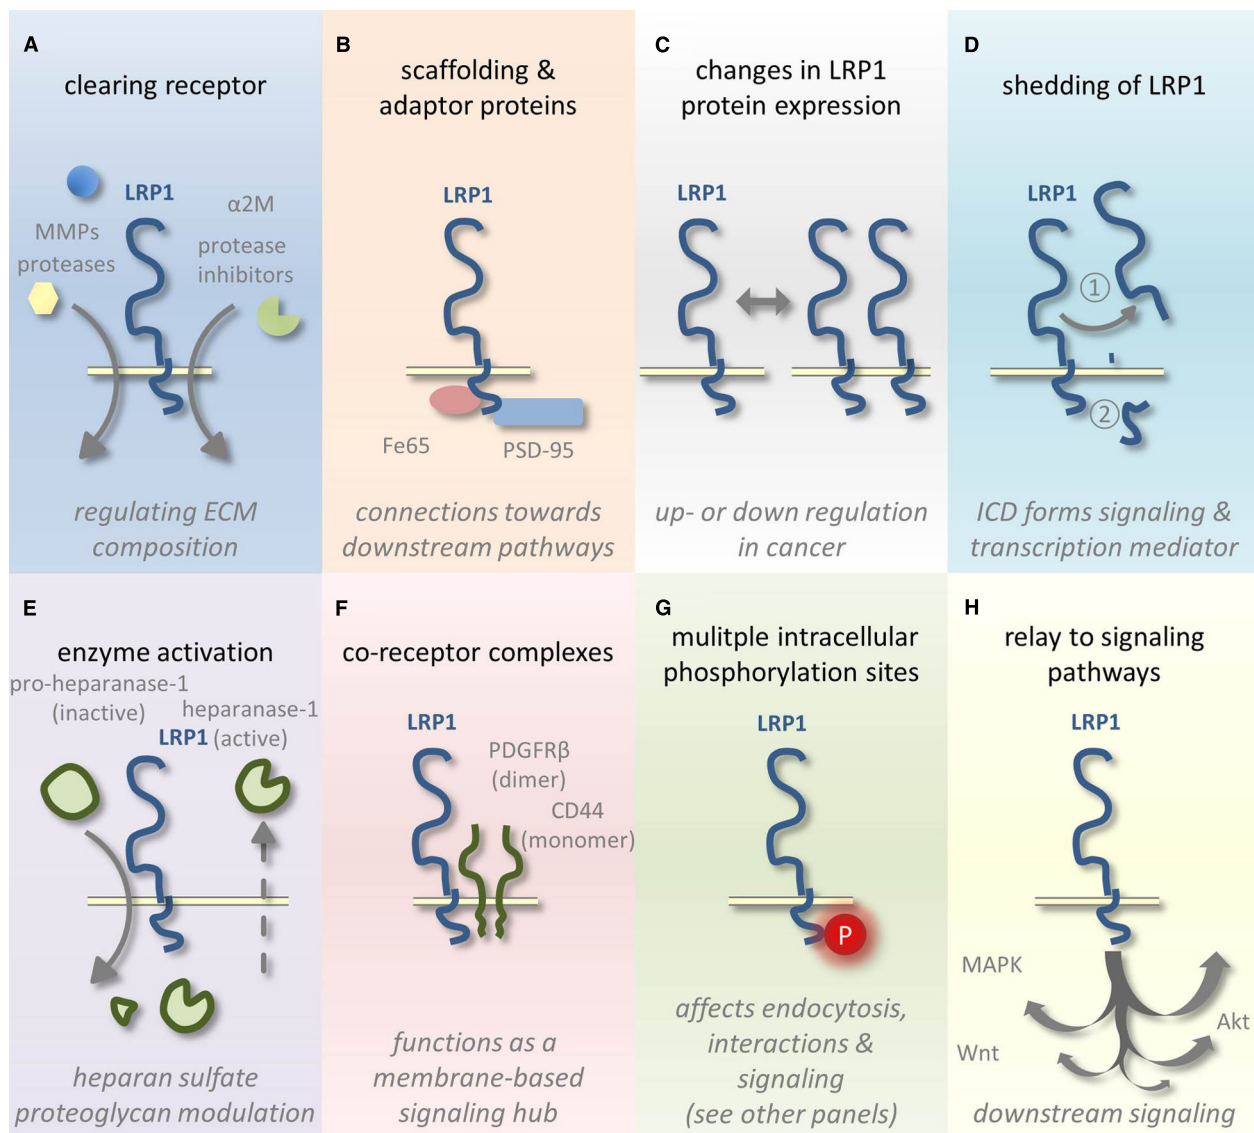 A
clearing receptor
LRP1
α2M
MMPs
proteases
protease
inhibitors
regulating ECM
composition
B
scaffolding &
adaptor proteins
LRP1
Fe65
PSD-95
connections towards
downstream pathways
C
changes in LRP1
protein expression
LRP1
up- or down regulation
in cancer
D
shedding of LRP1
LRP1
1
2
ICD forms signaling &
transcription mediator
E
enzyme activation
pro-heparanase-1
(inactive)
heparanase-1
(active)
LRP1
heparan sulfate
proteoglycan modulation
F
co-receptor complexes
LRP1
PDGFRβ
(dimer)
CD44
(monomer)
functions as a
membrane-based
signaling hub
G
mulitple intracellular
phosphorylation sites
LRP1
P
affects endocytosis,
interactions &
signaling
(see other panels)
H
relay to signaling
pathways
LRP1
MAPK
Akt
Wnt
downstream signaling